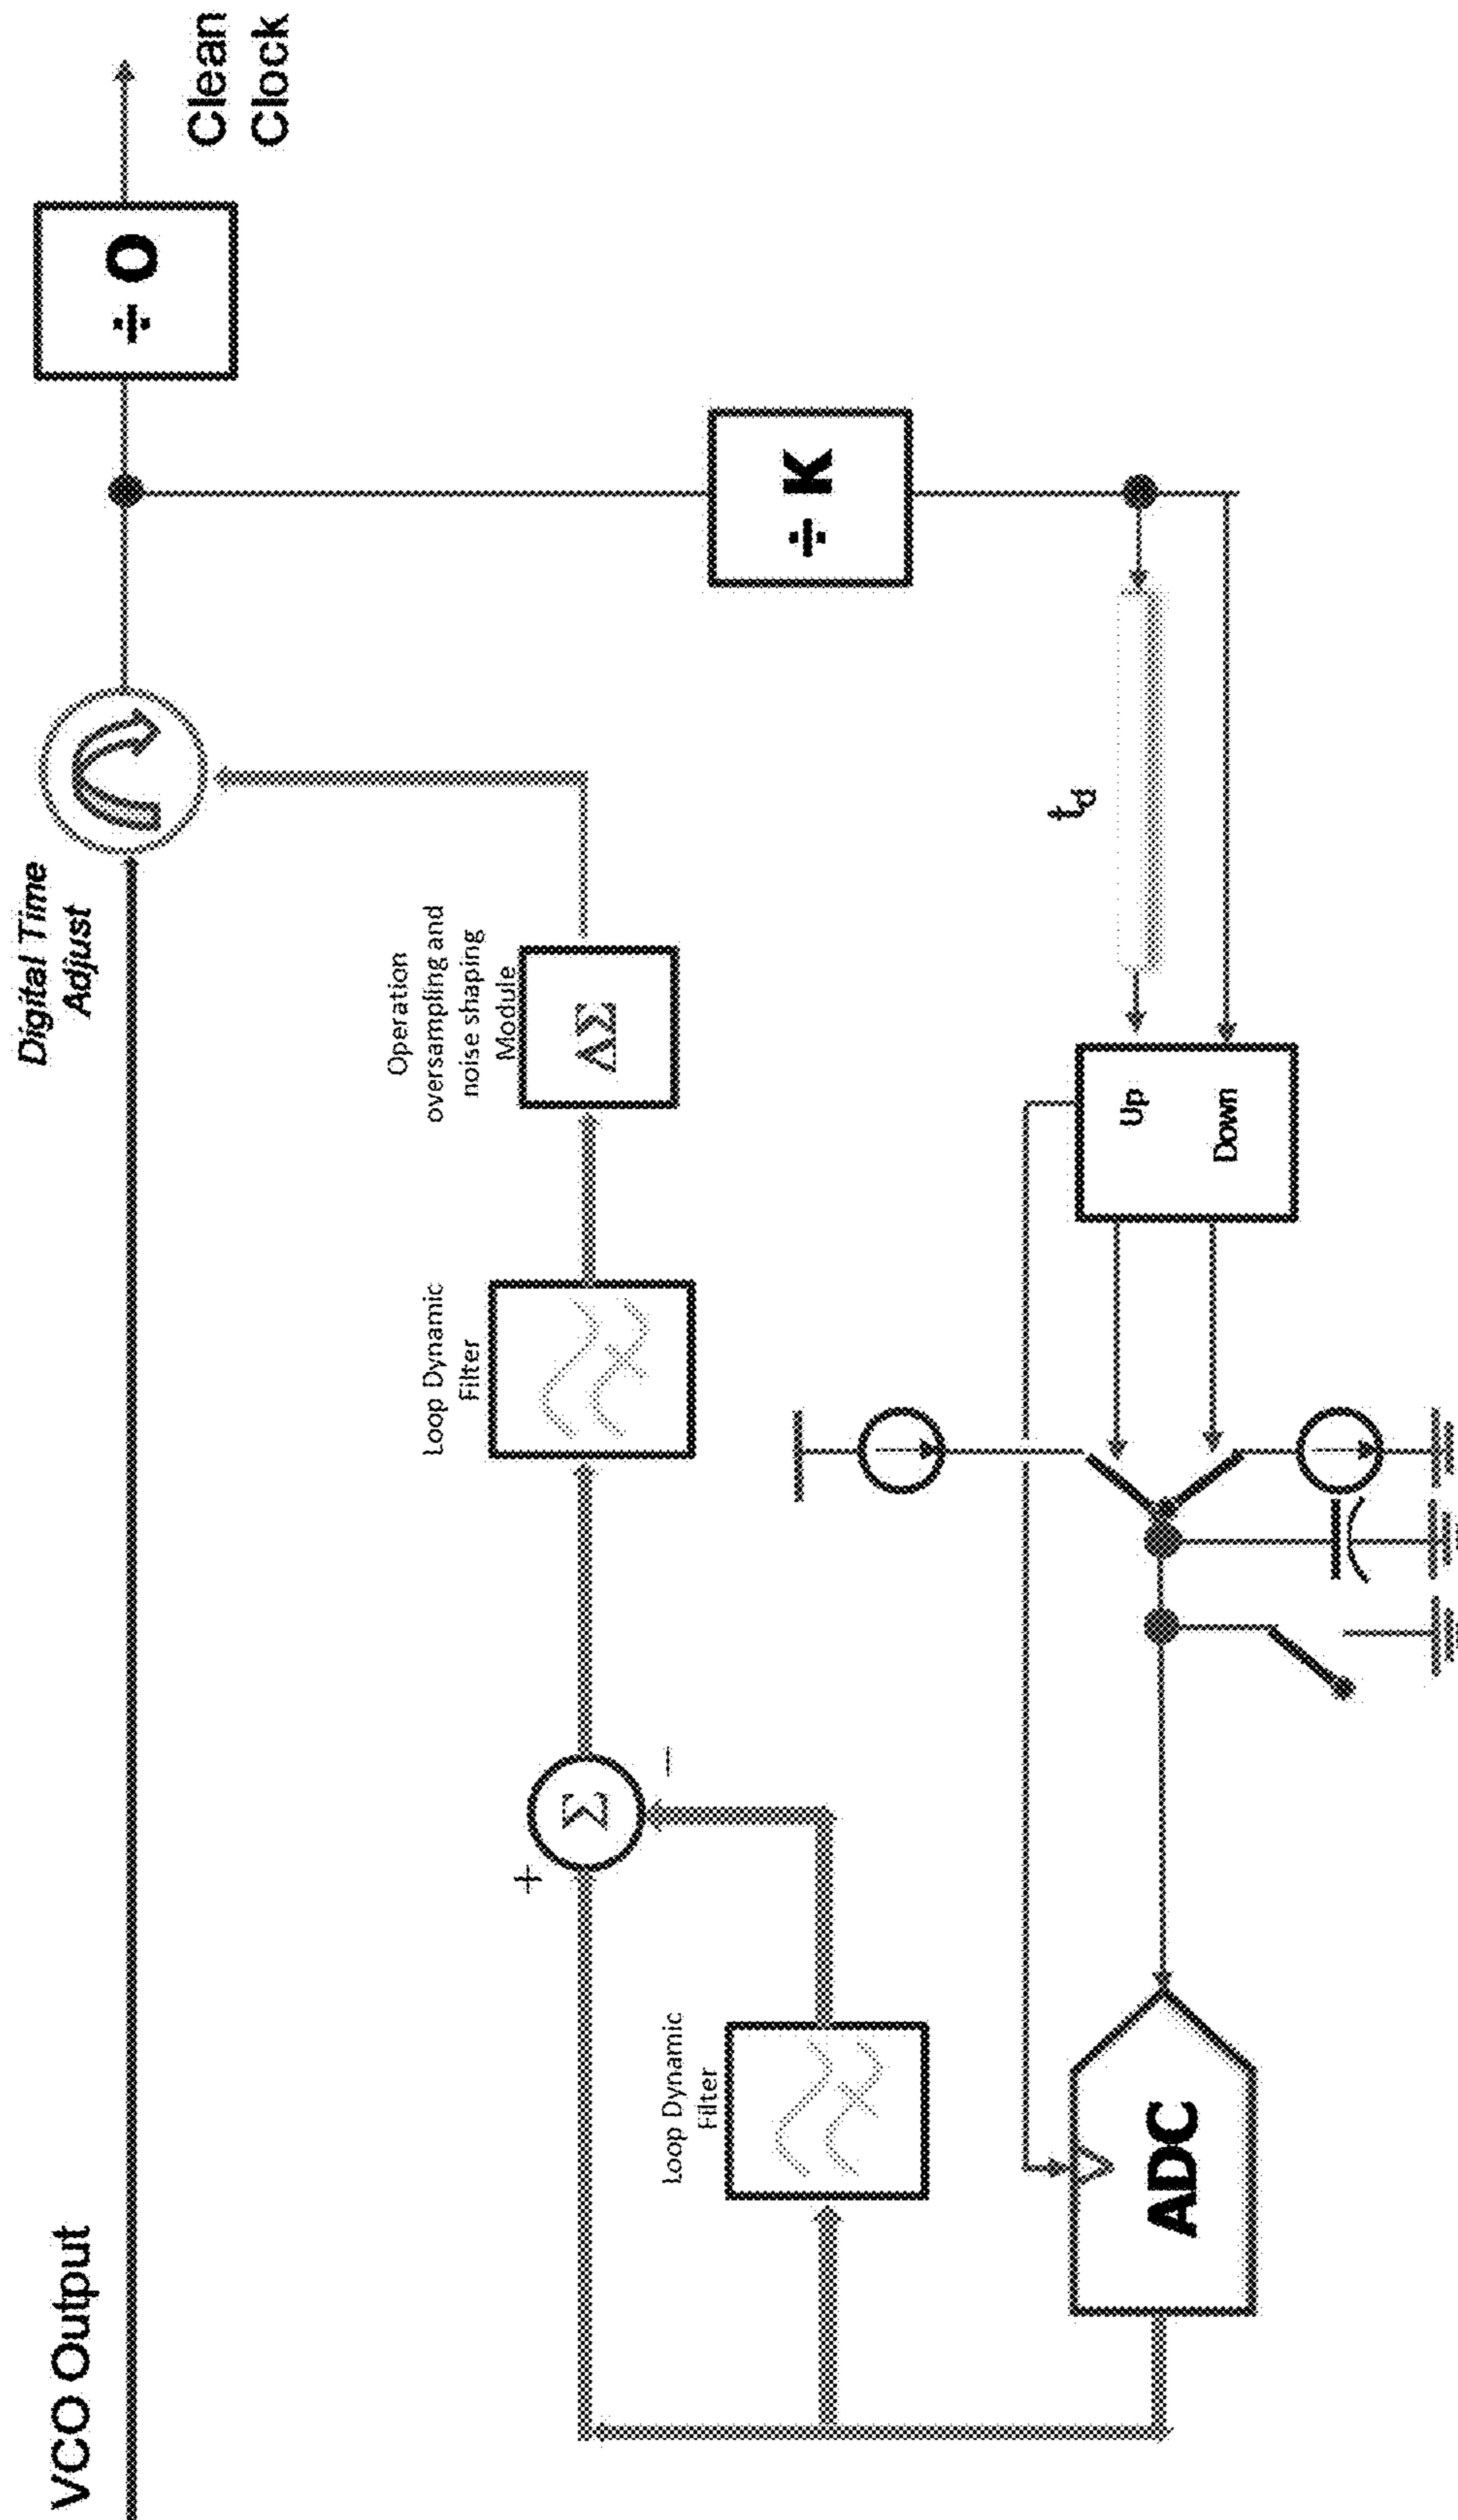 VCO Output
Digital Time
Adjust
÷ O
Clean
Clock
Operation
oversampling and
noise shaping
Module
ΔΣ
Loop Dynamic
Filter
+
Σ
−
Loop Dynamic
Filter
÷ K
td
Up
Down
ADC